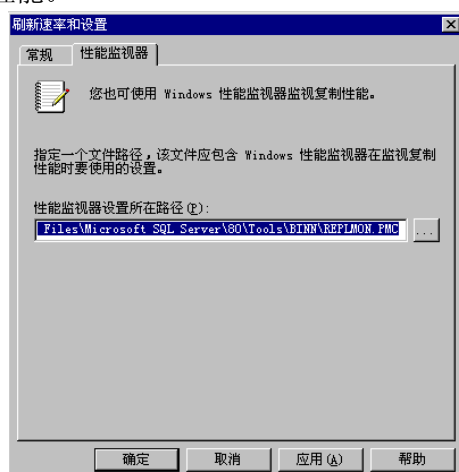 刷新速率和设置
常规 性能监视器
您也可使用 Windows 性能监视器监视复制性能。
指定一个文件路径，该文件应包含 Windows 性能监视器在监视复制
性能时要使用的设置。
性能监视器设置所在路径(P):
Files\Microsoft SQL Server\80\Tools\BINN\REPLMON.PMC ...
确定 取消 应用(A) 帮助